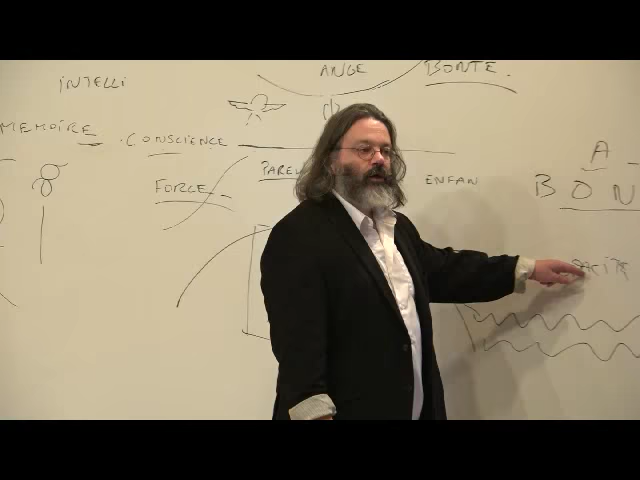 INTELLI
ANGE
BONTE.
MEMOIRE
. CONSCIENCE
A
FORCE
ENFAN
BON